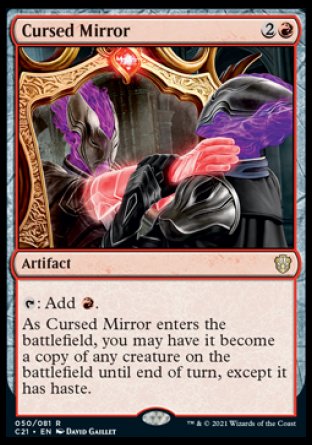 Cursed Mirror 2
Artifact
: Add .
As Cursed Mirror enters the
battlefield, you may have it become
a copy of any creature on the
battlefield until end of turn, except it
has haste.
050/081 R
C21 • EN DAVID GAILLET
™ & © 2021 Wizards of the Coast